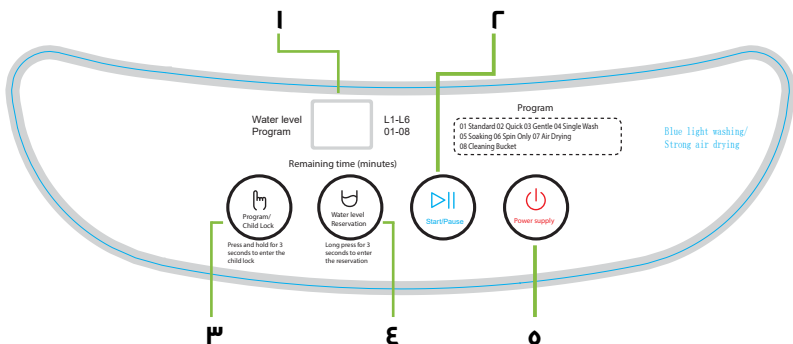 ١
٢
Water level
Program
L1-L6
01-08
Program
01 Standard 02 Quick 03 Gentle 04 Single Wash
05 Soaking 06 Spin Only 07 Air Drying
08 Cleaning Bucket
Blue light washing/
Strong air drying
Remaining time (minutes)
Program/
Child Lock
Water level
Reservation
Start/Pause
Power supply
Press and hold for 3
seconds to enter the
child lock
Long press for 3
seconds to enter
the reservation
٣
٤
٥